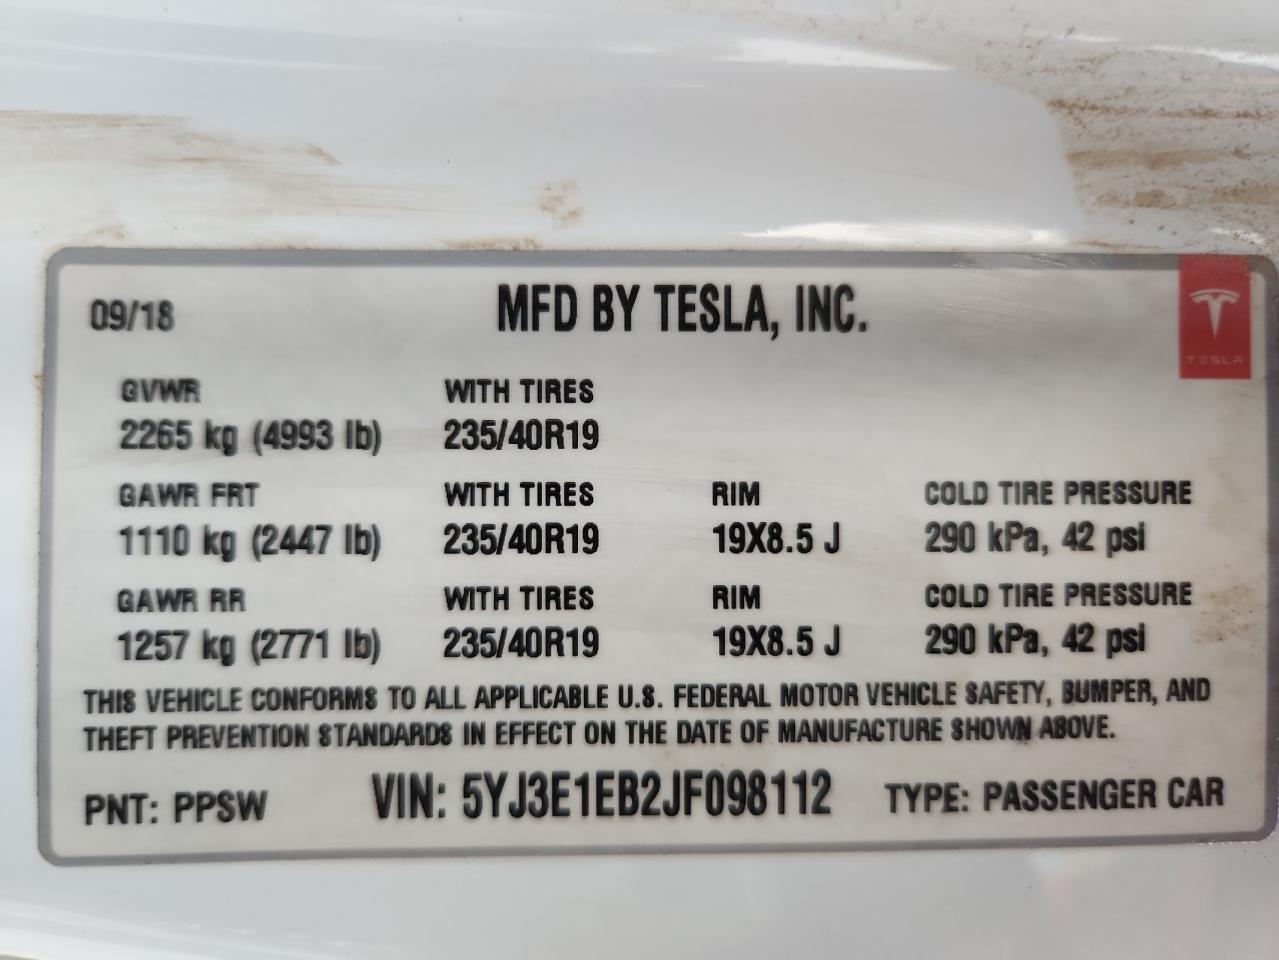 09/18 MFD BY TESLA, INC.
TESLA
GVWR WITH TIRES
2265 kg (4993 lb) 235/40R19
GAWR FRT WITH TIRES RIM COLD TIRE PRESSURE
1110 kg (2447 lb) 235/40R19 19X8.5 J 290 kPa, 42 psi
GAWR RR WITH TIRES RIM COLD TIRE PRESSURE
1257 kg (2771 lb) 235/40R19 19X8.5 J 290 kPa, 42 psi
THIS VEHICLE CONFORMS TO ALL APPLICABLE U.S. FEDERAL MOTOR VEHICLE SAFETY, BUMPER, AND
THEFT PREVENTION STANDARDS IN EFFECT ON THE DATE OF MANUFACTURE SHOWN ABOVE.
PNT: PPSW VIN: 5YJ3E1EB2JF098112 TYPE: PASSENGER CAR